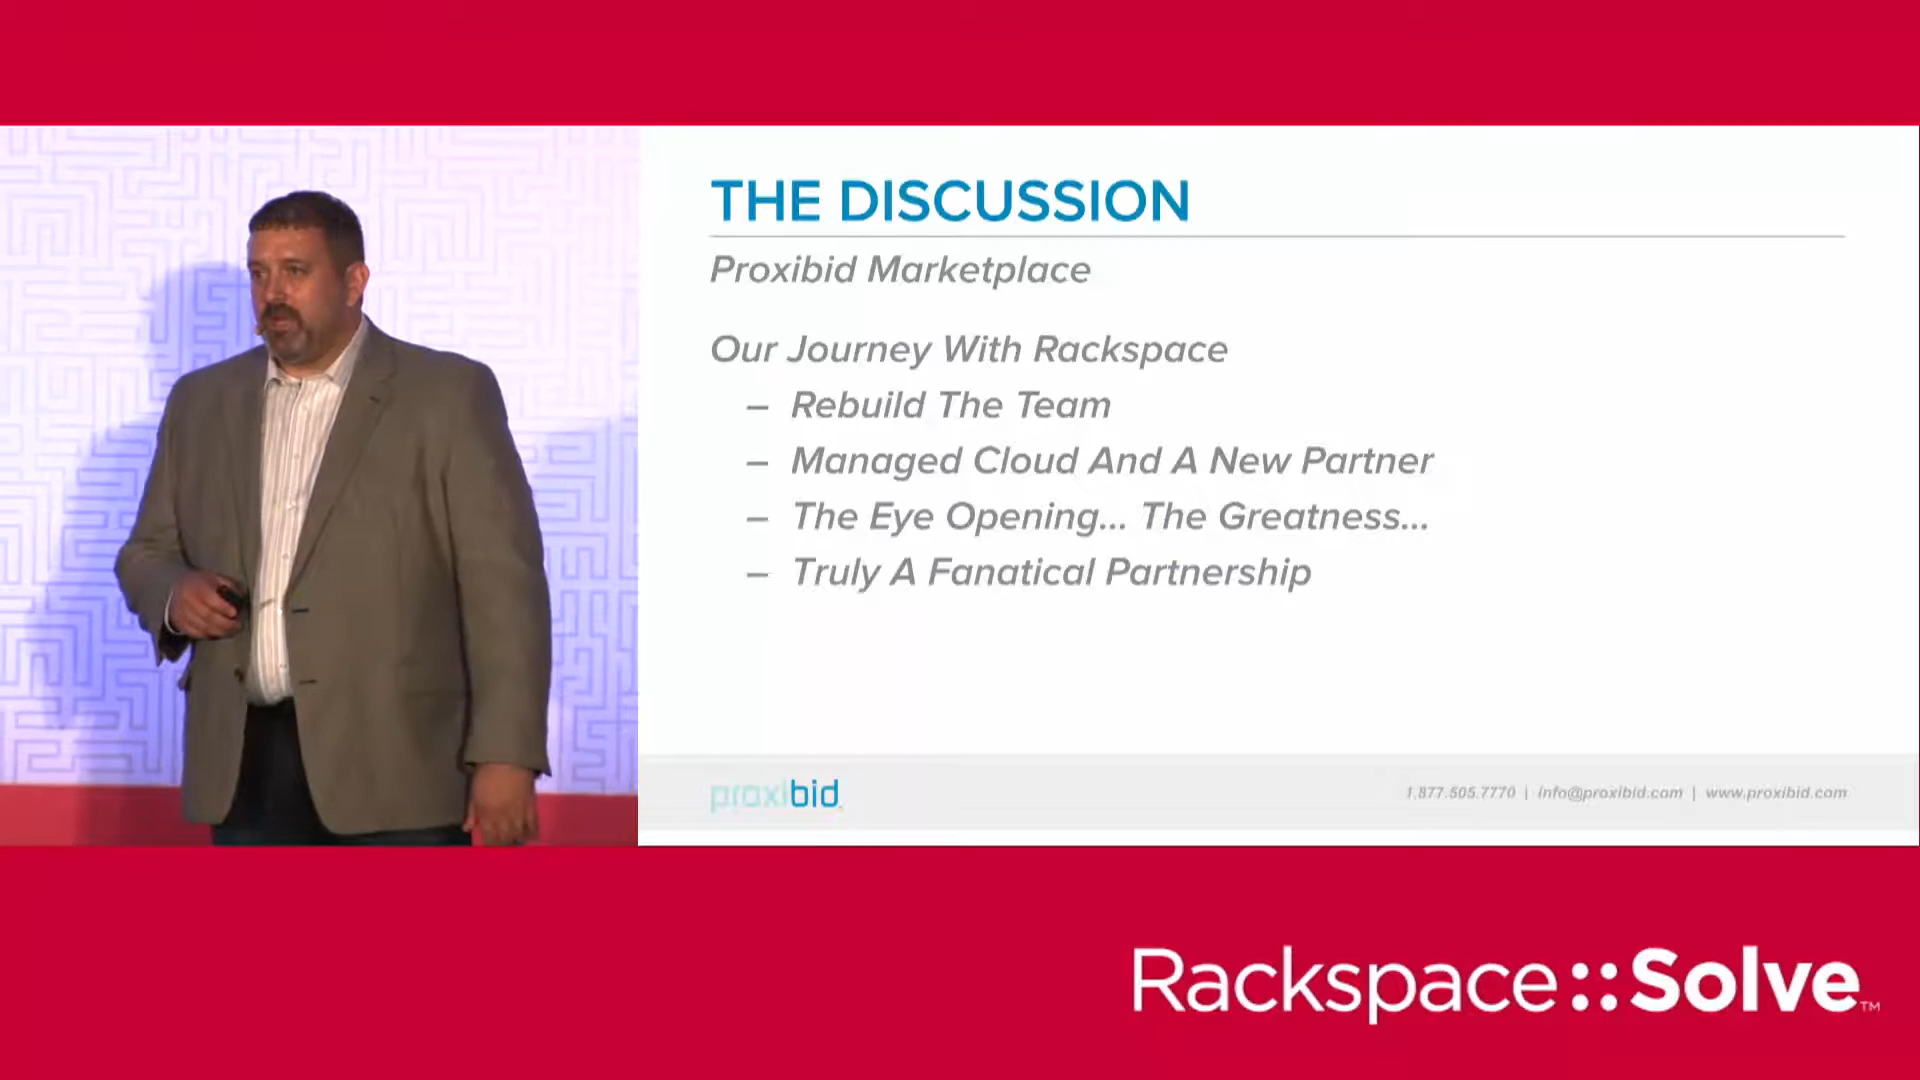 THE DISCUSSION
Proxibid Marketplace
Our Journey With Rackspace
– Rebuild The Team
– Managed Cloud And A New Partner
– The Eye Opening... The Greatness...
– Truly A Fanatical Partnership
proxibid
1.877.505.7770 | info@proxibid.com | www.proxibid.com
Rackspace::Solve™